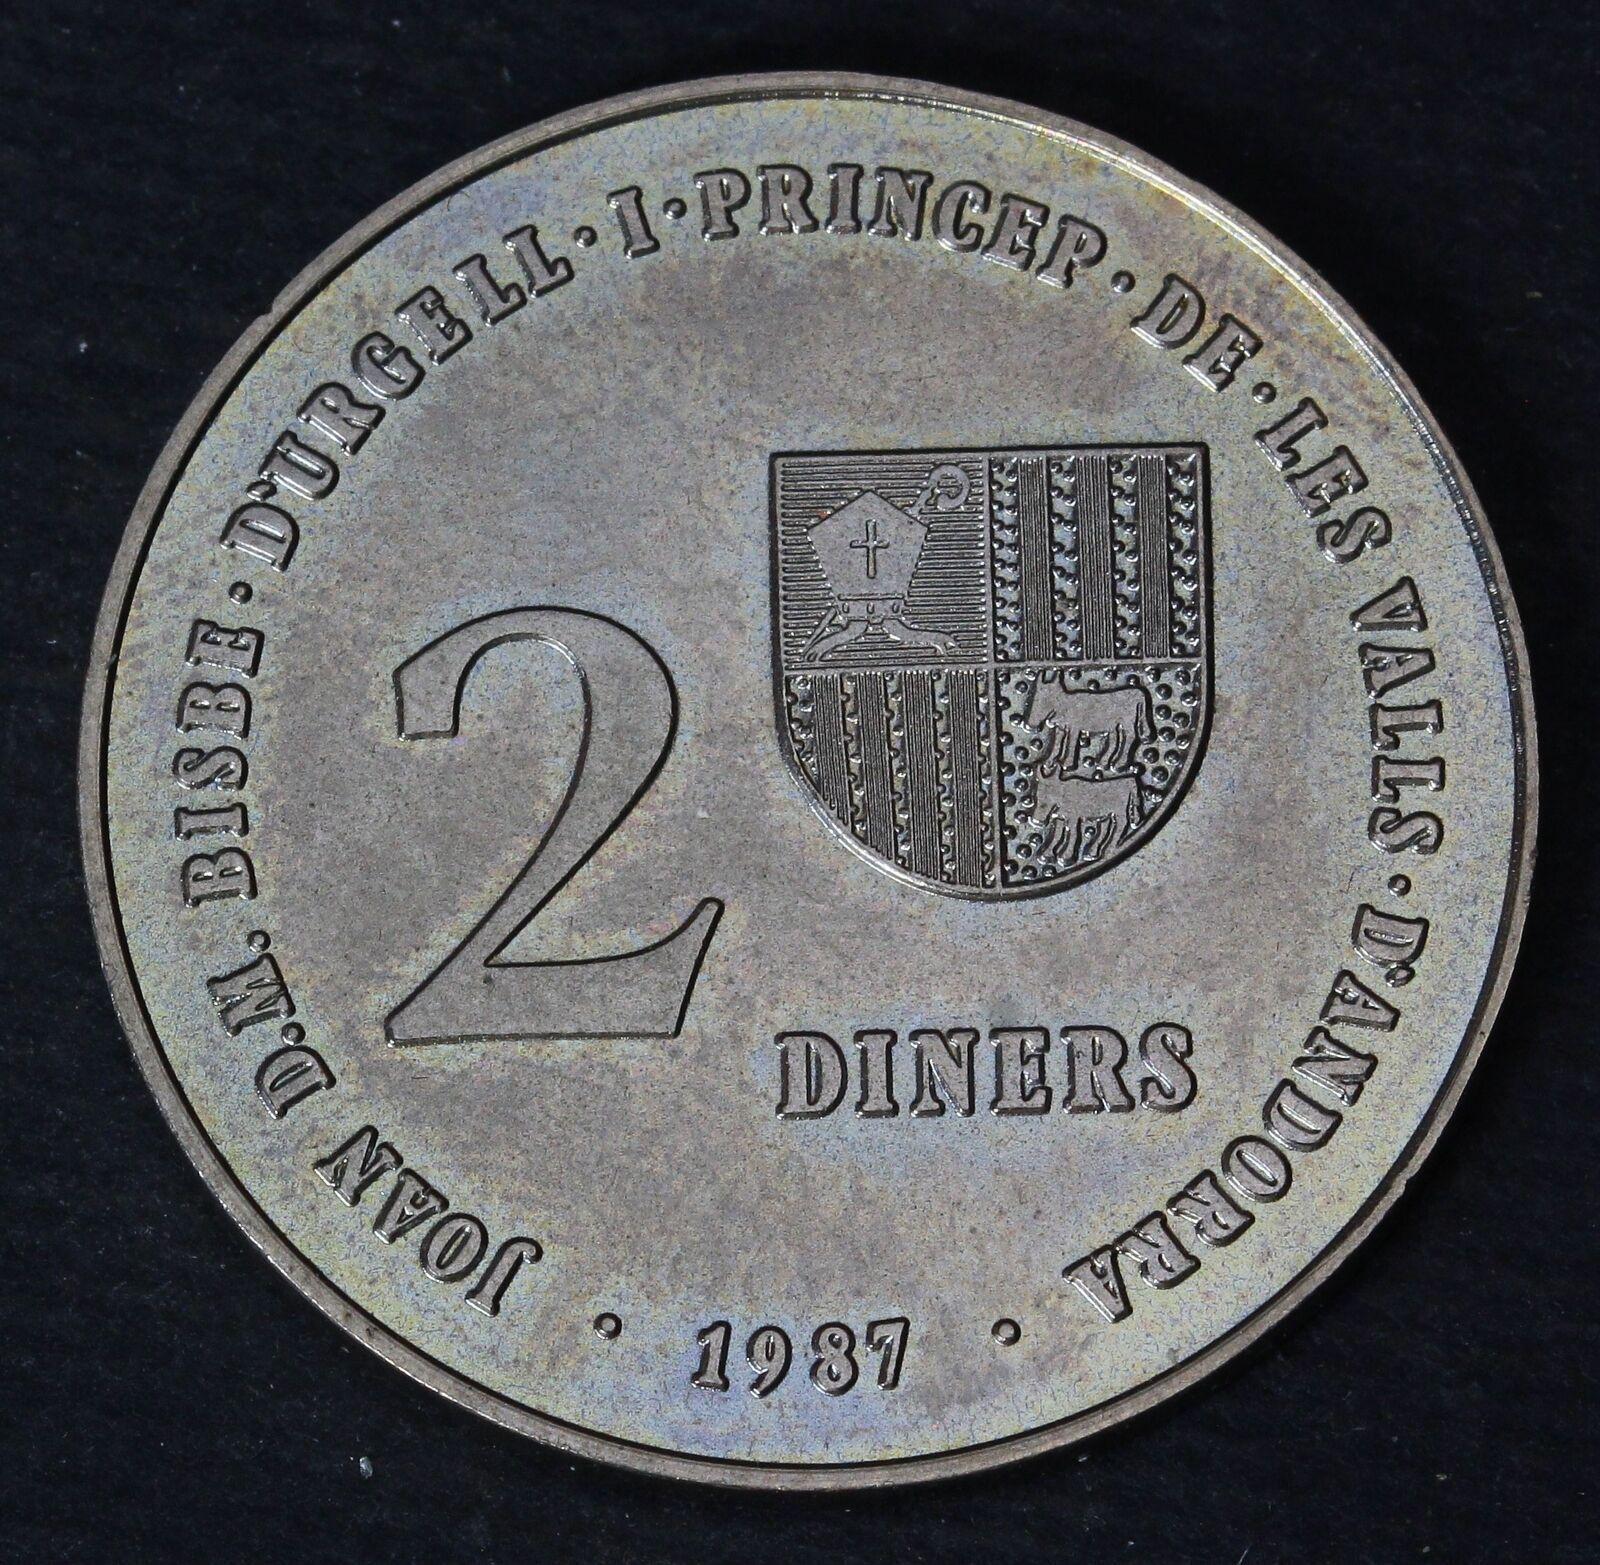 JOAN D.M. BISBE · D'URGELL · I · PRINCEP · DE · LES VALLS · D'ANDORRA
2
DINERS
· 1987 ·